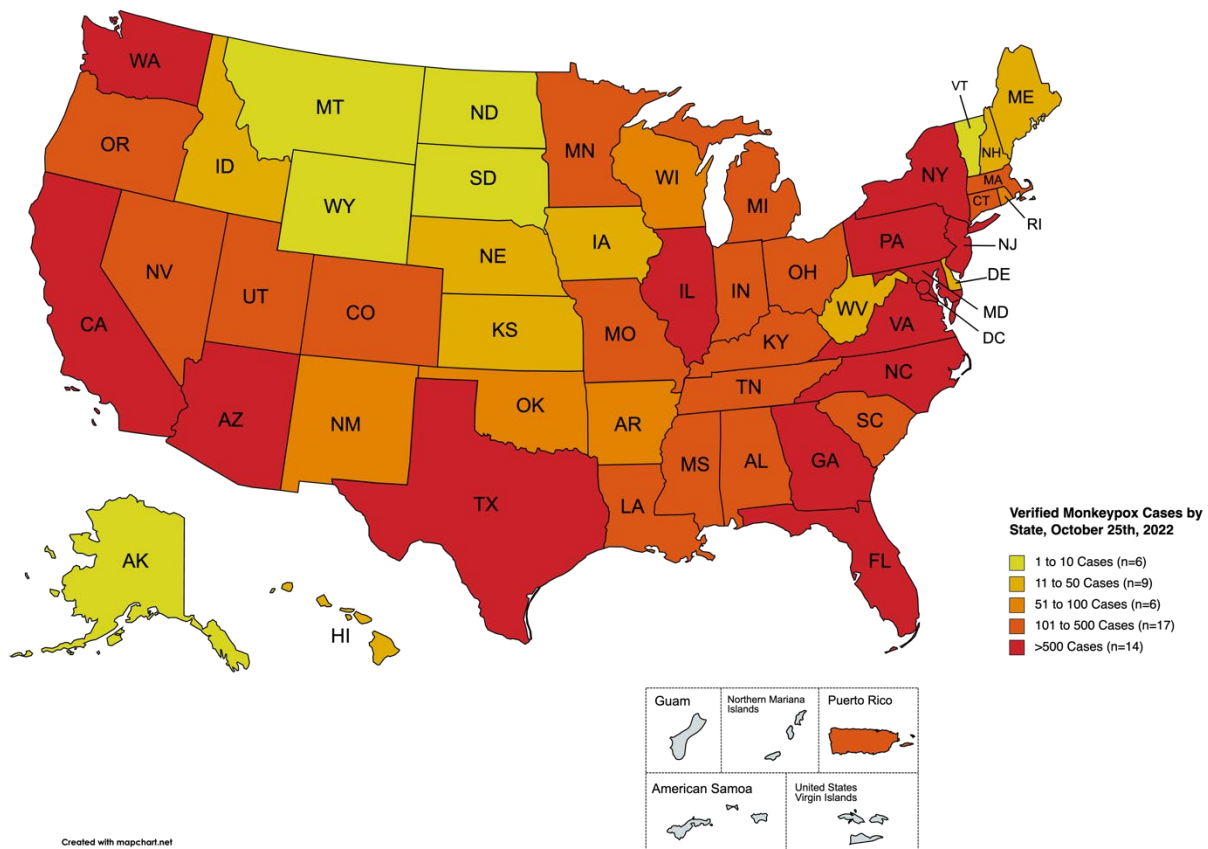 WA
MT
ND
MN
VT
ME
OR
ID
SD
WI
NH
NY
WY
MI
MA
CT
RI
NE
IA
PA
NJ
NV
UT
CO
IL
IN
OH
DE
CA
KS
MO
WV
VA
MD
KY
DC
AZ
NM
OK
AR
TN
NC
SC
MS
AL
GA
TX
LA
FL
AK
HI
Verified Monkeypox Cases by
State, October 25th, 2022
1 to 10 Cases (n=6)
11 to 50 Cases (n=9)
51 to 100 Cases (n=6)
101 to 500 Cases (n=17)
>500 Cases (n=14)
Guam
Northern Mariana
Islands
Puerto Rico
American Samoa
United States
Virgin Islands
Created with mapchart.net